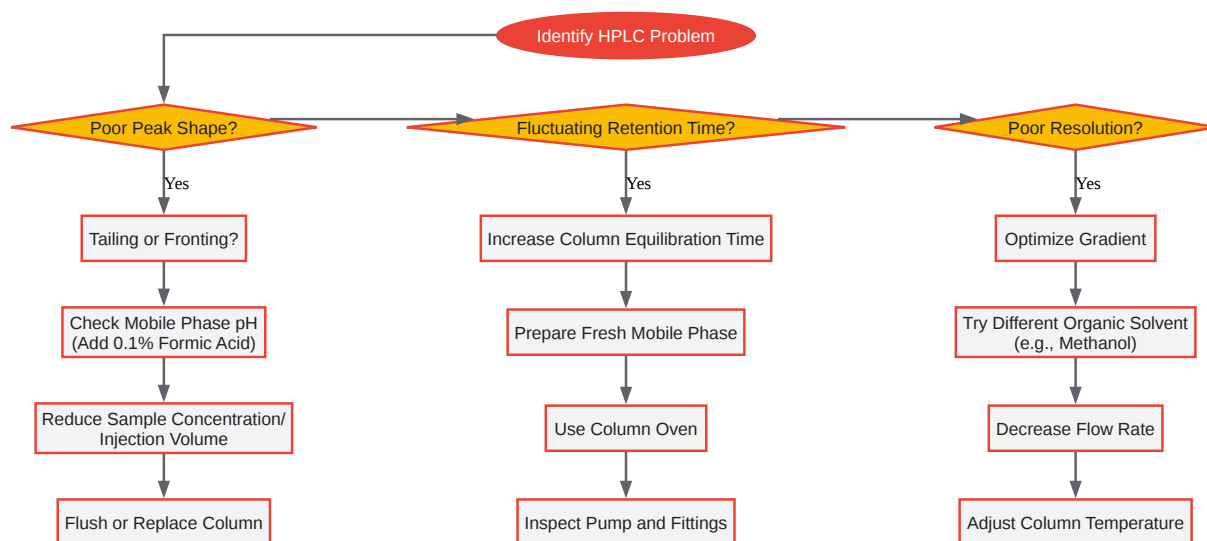 Identify HPLC Problem
Poor Peak Shape?
Fluctuating Retention Time?
Poor Resolution?
Yes
Yes
Yes
Tailing or Fronting?
Increase Column Equilibration Time
Optimize Gradient
Check Mobile Phase pH
(Add 0.1% Formic Acid)
Prepare Fresh Mobile Phase
Try Different Organic Solvent
(e.g., Methanol)
Reduce Sample Concentration/
Injection Volume
Use Column Oven
Decrease Flow Rate
Flush or Replace Column
Inspect Pump and Fittings
Adjust Column Temperature